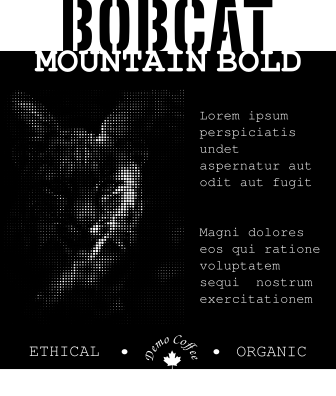 BOBCAT
MOUNTAIN BOLD
Lorem ipsum
perspiciatis
undet
aspernatur aut
odit aut fugit
Magni dolores
eos qui ratione
voluptatem
sequi nostrum
exercitationem
ETHICAL • Demo Coffee • ORGANIC